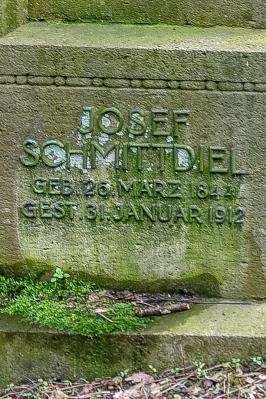 JOSEF
SCHMITTDIEL
GEB. 26. MÄRZ 1844
GEST. 31. JANUAR 1912